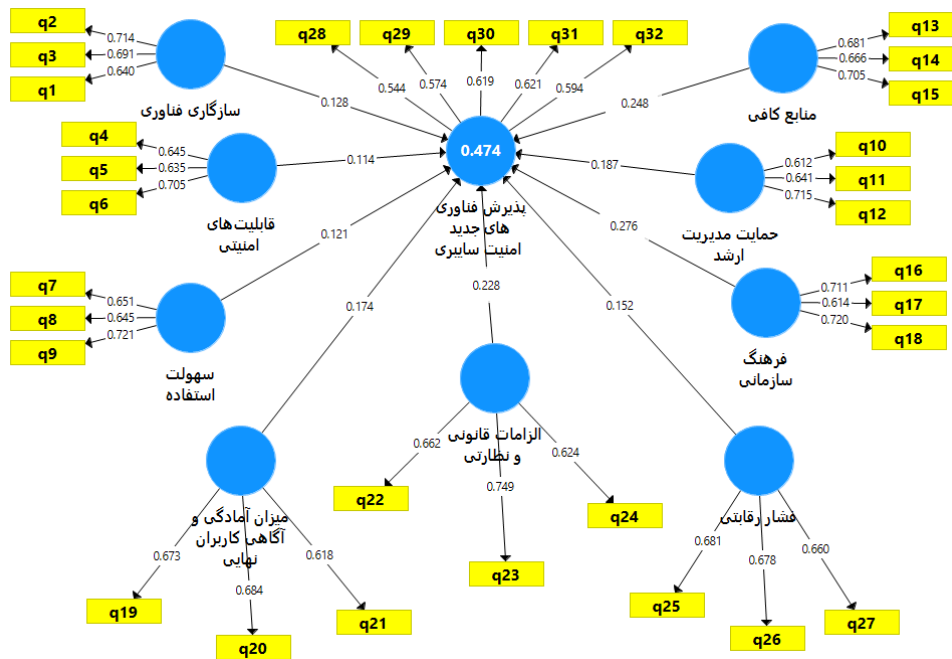 q2
q3
q1
0.714
0.691
0.640
سازگاری فناوری
0.128
q28
q29
q30
q31
q32
0.544
0.574
0.619
0.621
0.594
0.474
پذیرش فناوری
های جدید
امنیت سایبری
q13
q14
q15
0.681
0.666
0.705
منابع کافی
0.248
q4
q5
q6
0.645
0.635
0.705
قابلیت‌های
امنیتی
0.114
q10
q11
q12
0.612
0.641
0.715
حمایت مدیریت
ارشد
0.187
q7
q8
q9
0.651
0.645
0.721
سهولت
استفاده
0.121
q16
q17
q18
0.711
0.614
0.720
فرهنگ
سازمانی
0.276
0.174
0.228
0.152
میزان آمادگی و
آگاهی کاربران
نهایی
0.673
0.684
0.618
q19
q20
q21
الزامات قانونی
و نظارتی
0.662
0.749
0.624
q22
q23
q24
فشار رقابتی
0.681
0.678
0.660
q25
q26
q27